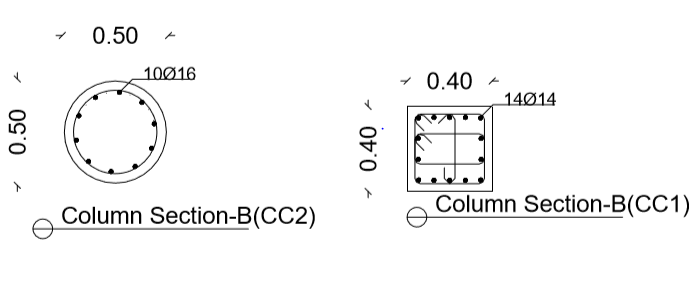 0.50
10Ø16
0.50
Column Section-B(CC2)
0.40
14Ø14
0.40
Column Section-B(CC1)